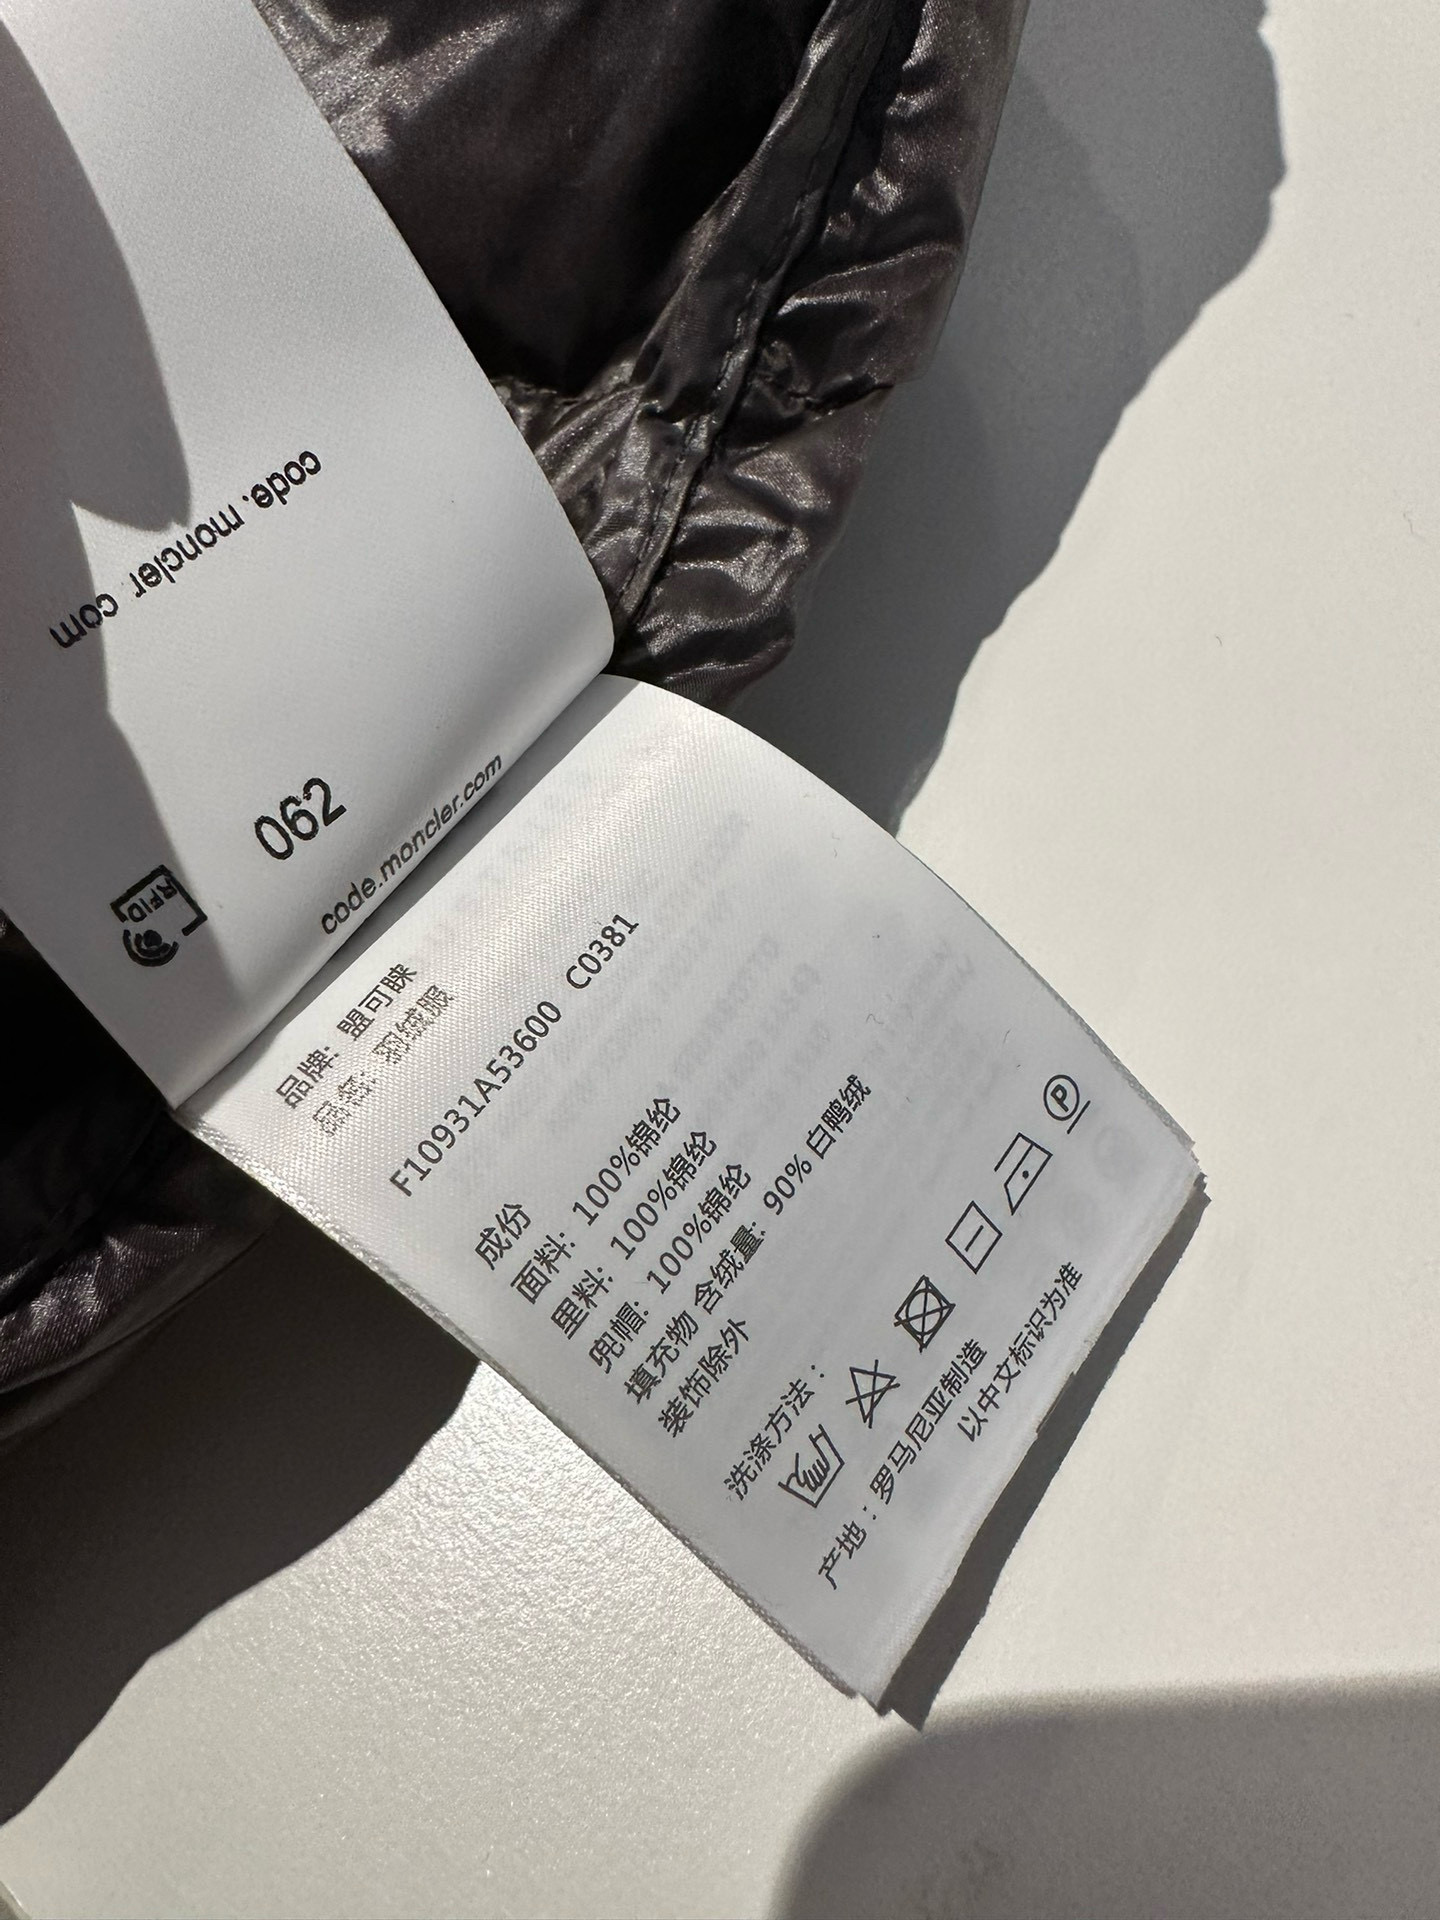 code.moncler.com
062
RFID
code.moncler.com
品牌: 盟可睐
品名: 羽绒服
F10931A53600 C0381
成份
面料: 100%锦纶
里料: 100%锦纶
兜帽: 100%锦纶
填充物 含绒量: 90% 白鸭绒
装饰除外
洗涤方法:
P
产地: 罗马尼亚制造
以中文标识为准